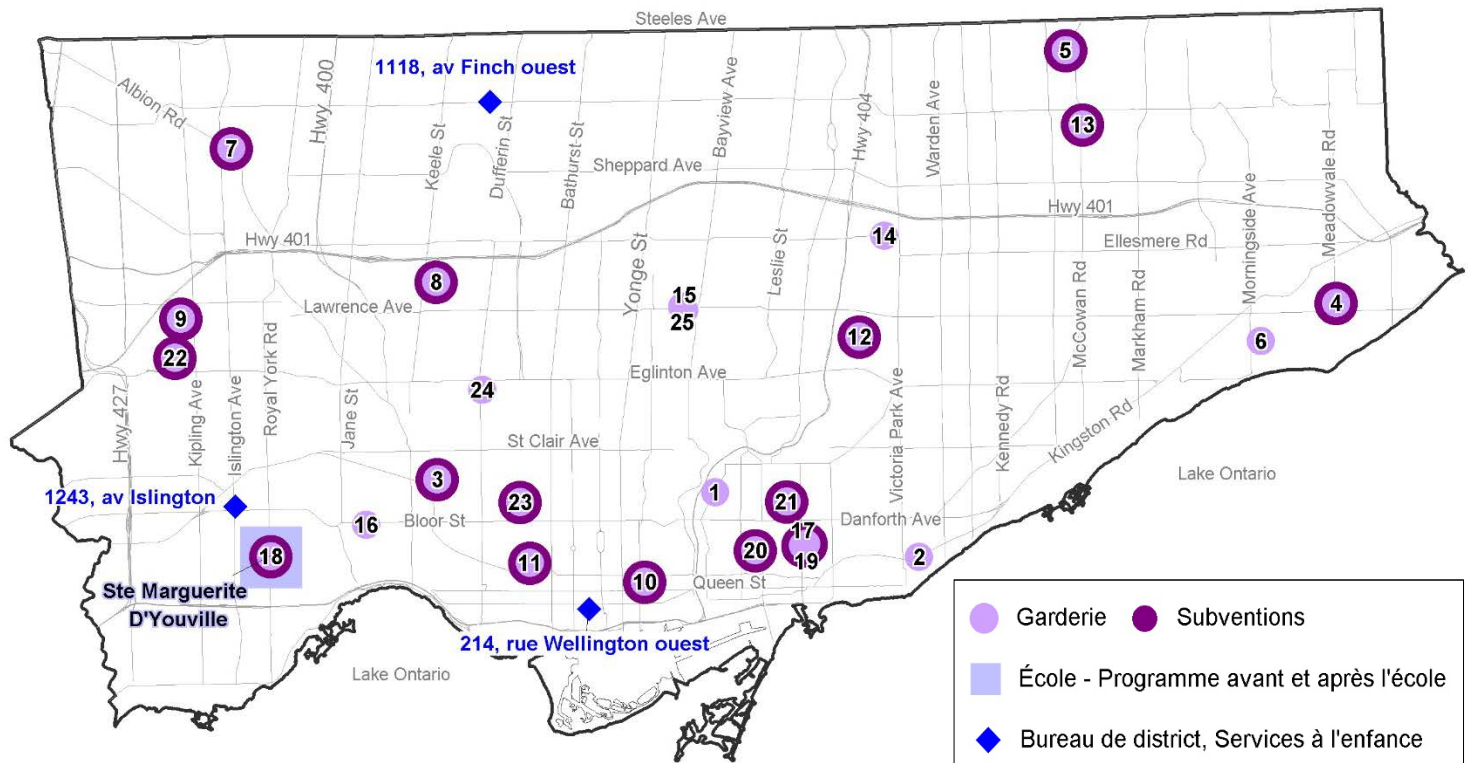 Steeles Ave
1118, av Finch ouest
Albion Rd
Hwy 400
Keele St
Dufferin St
Bathurst St
Bayview Ave
Hwy 404
Warden Ave
5
13
7
Sheppard Ave
Hwy 401
Hwy 401
Meadowvale Rd
Morningside Ave
14
Ellesmere Rd
8
Yonge St
Leslie St
15
25
Lawrence Ave
9
22
12
McCowan Rd
Markham Rd
4
6
Eglinton Ave
24
Hwy 427
Kipling Ave
Islington Ave
Royal York Rd
Jane St
St Clair Ave
Victoria Park Ave
Kennedy Rd
Kingston Rd
Lake Ontario
1243, av Islington
3
23
1
21
16
Bloor St
Danforth Ave
17
19
20
2
18
11
10
Queen St
Ste Marguerite
D'Youville
214, rue Wellington ouest
Lake Ontario
Garderie
Subventions
École - Programme avant et après l'école
Bureau de district, Services à l'enfance